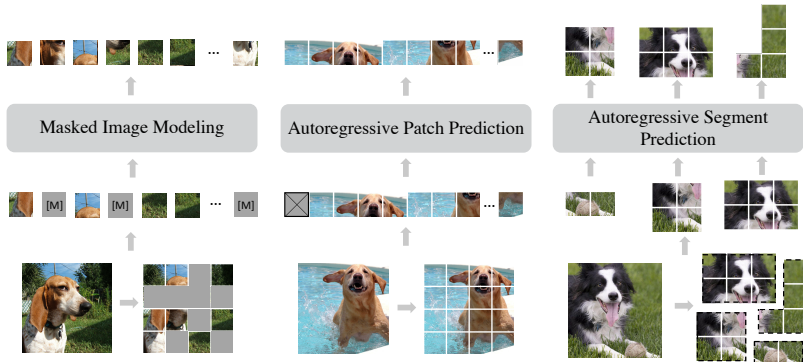 ...
...
Masked Image Modeling
Autoregressive Patch Prediction
Autoregressive Segment
Prediction
[M]
[M]
...
[M]
...